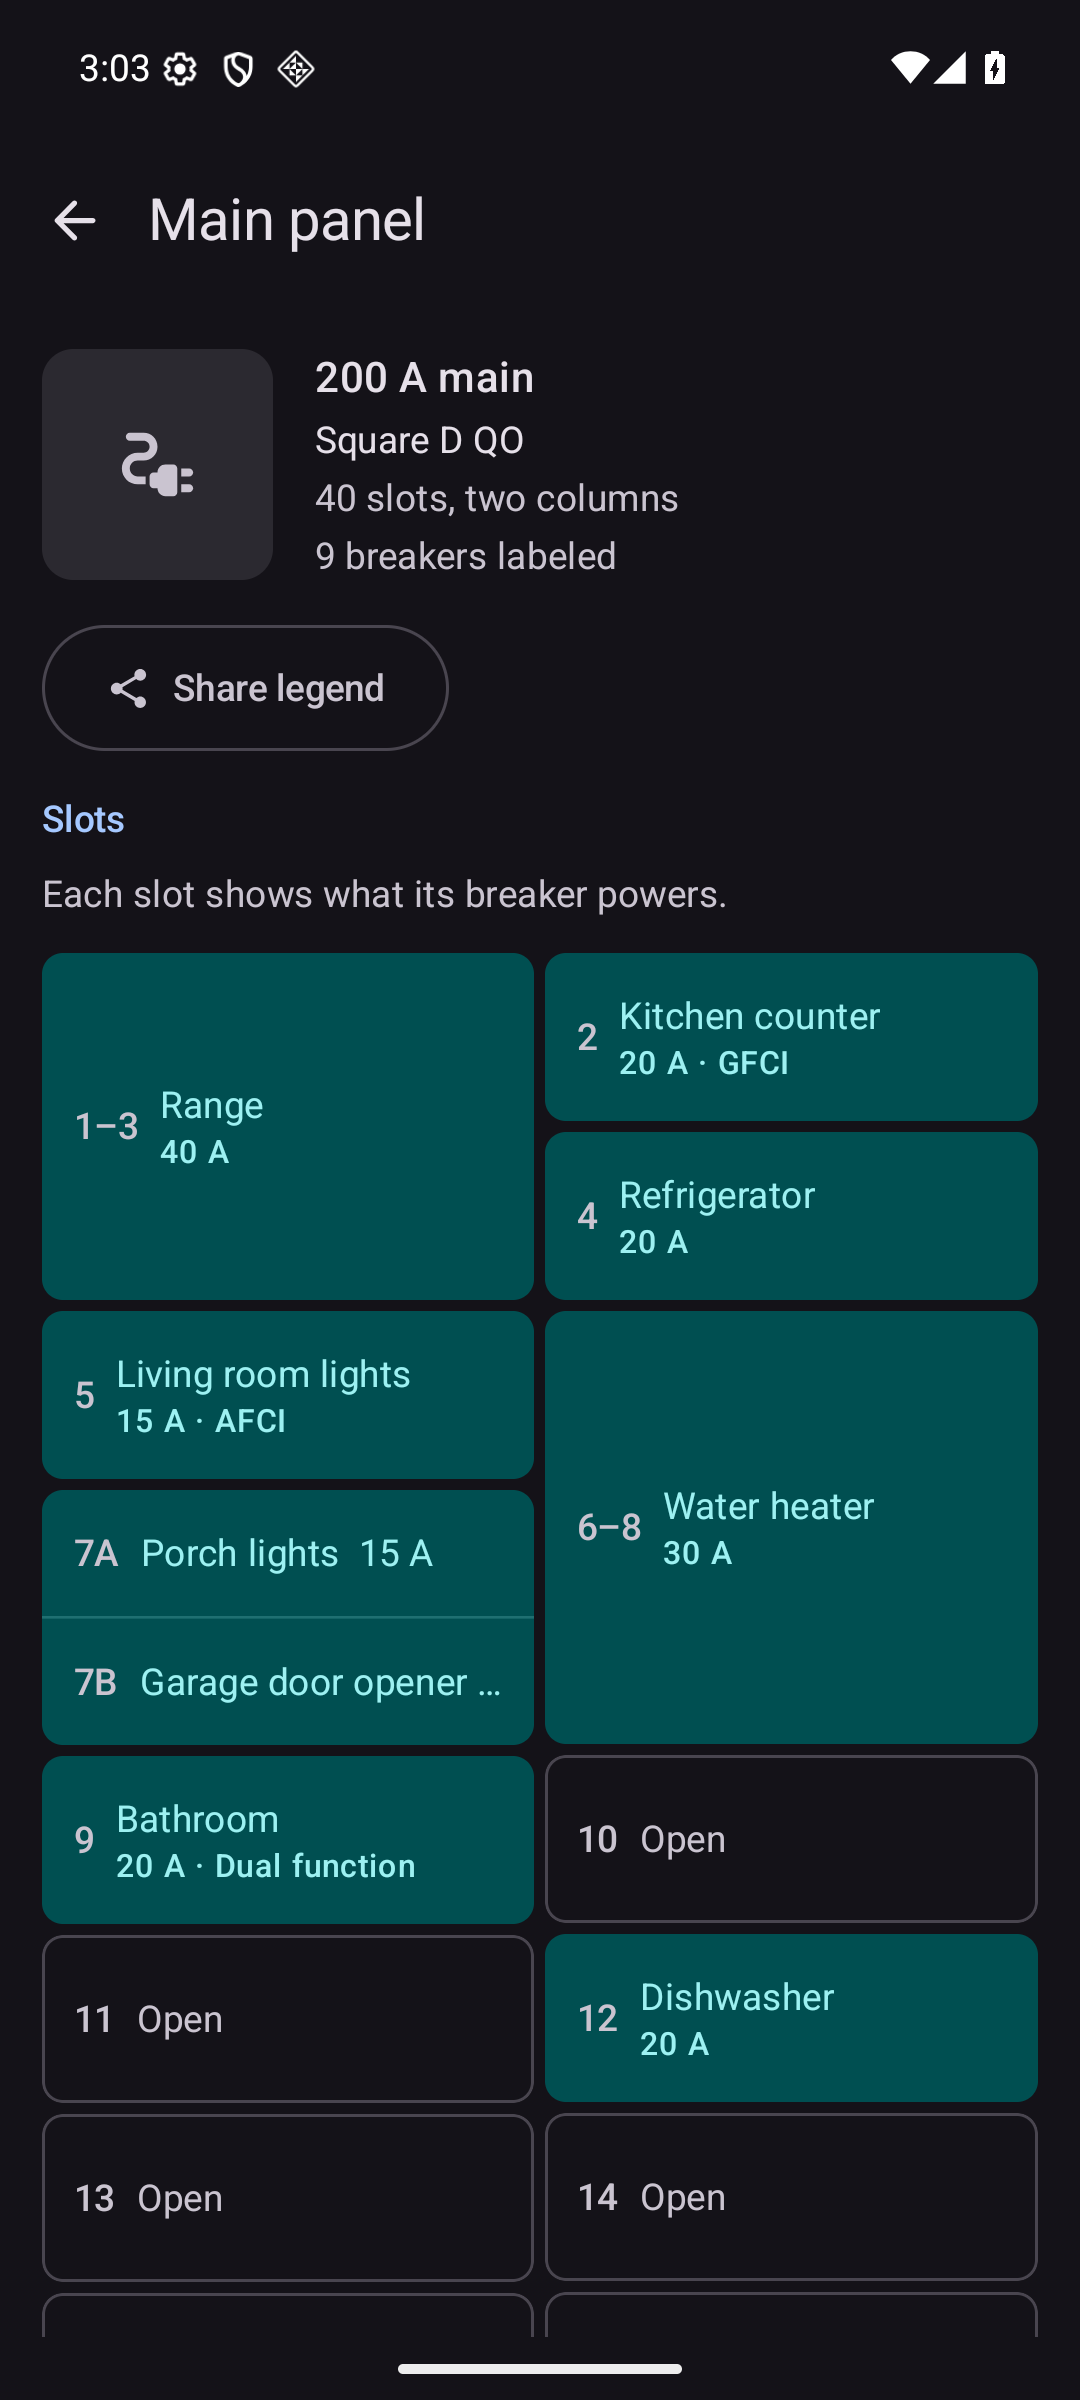 3:03
Main panel
200 A main
Square D QO
40 slots, two columns
9 breakers labeled
Share legend
Slots
Each slot shows what its breaker powers.
1–3 Range
40 A
2 Kitchen counter
20 A · GFCI
4 Refrigerator
20 A
5 Living room lights
15 A · AFCI
6–8 Water heater
30 A
7A Porch lights 15 A
7B Garage door opener ...
9 Bathroom
20 A · Dual function
10 Open
11 Open
12 Dishwasher
20 A
13 Open
14 Open